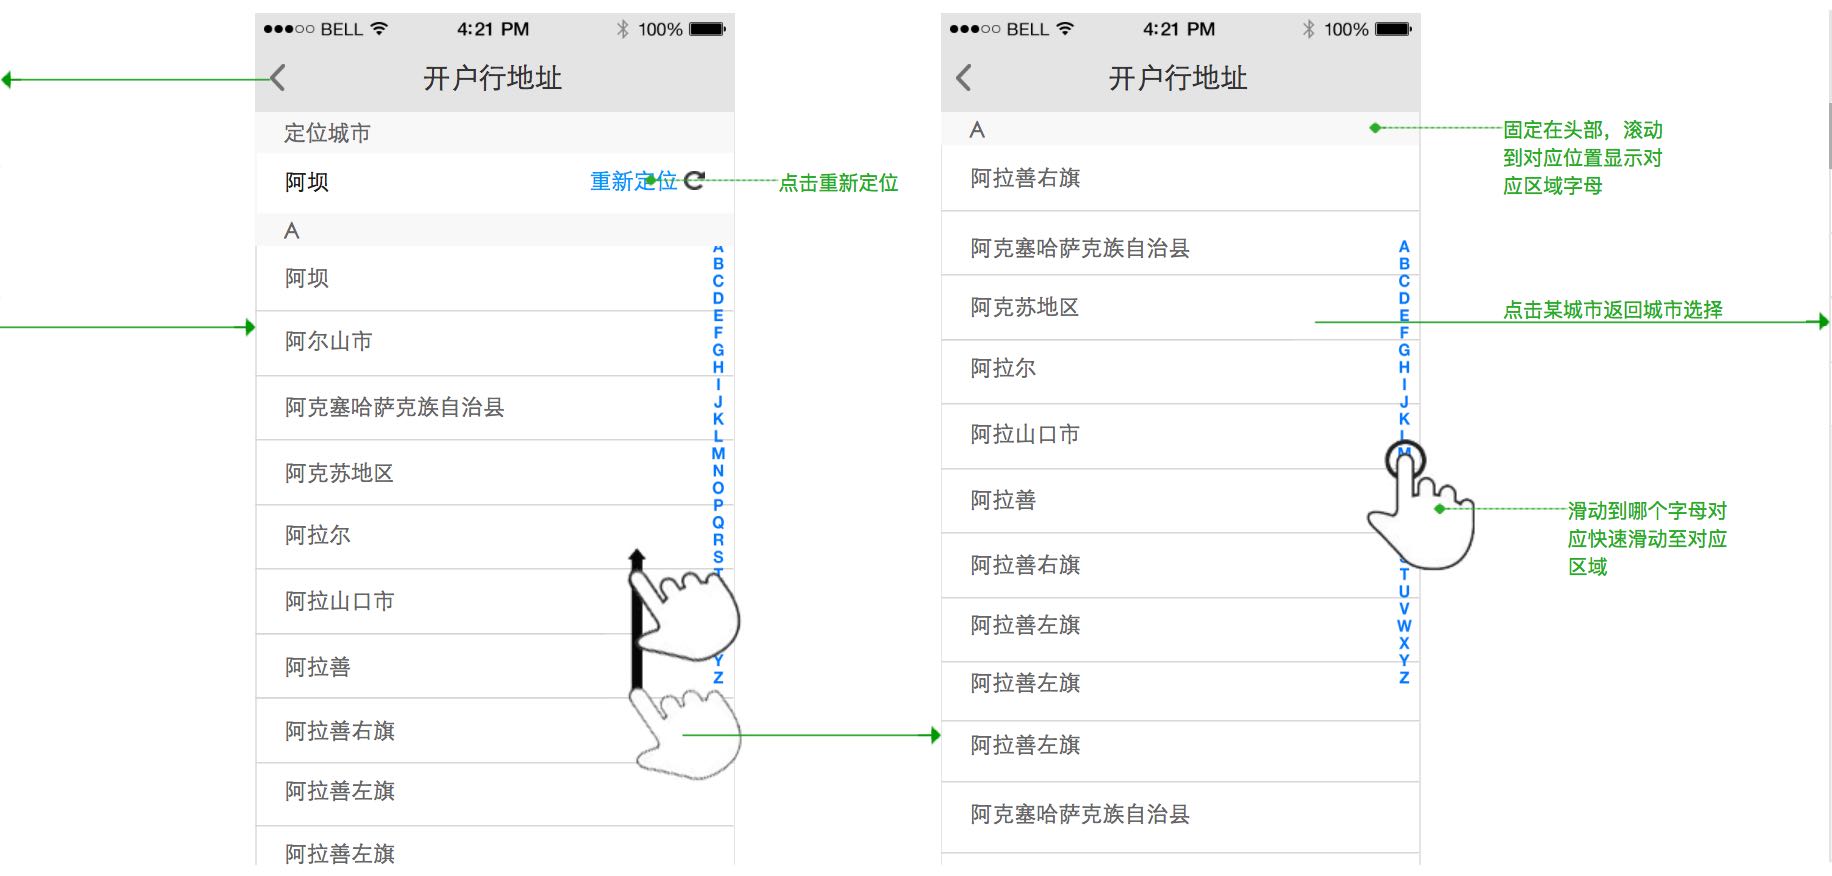 BELL 4:21 PM 100%
开户行地址
定位城市
阿坝 重新定位
点击重新定位
A
阿坝
阿尔山市
阿克塞哈萨克族自治县
阿克苏地区
阿拉尔
阿拉山口市
阿拉善
阿拉善右旗
阿拉善左旗
阿拉善左旗
A
B
C
D
E
F
G
H
I
J
K
L
M
N
O
P
Q
R
S
T
Y
Z
BELL 4:21 PM 100%
开户行地址
A
阿拉善右旗
阿克塞哈萨克族自治县
阿克苏地区
阿拉尔
阿拉山口市
阿拉善
阿拉善右旗
阿拉善左旗
阿拉善左旗
阿拉善左旗
阿克塞哈萨克族自治县
A
B
C
D
E
F
G
H
I
J
K
L
M
T
U
V
W
X
Y
Z
固定在头部，滚动
到对应位置显示对
应区域字母
点击某城市返回城市选择
滑动到哪个字母对
应快速滑动至对应
区域